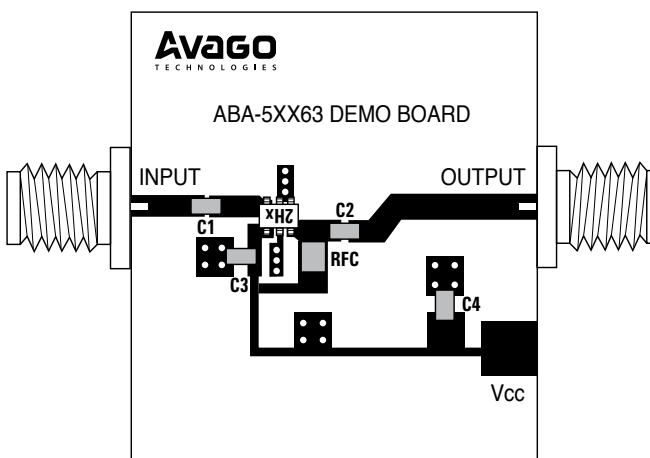 AVAGO
TECHNOLOGIES
ABA-5XX63 DEMO BOARD
INPUT
OUTPUT
C1
2Hx
C2
C3
RFC
C4
Vcc